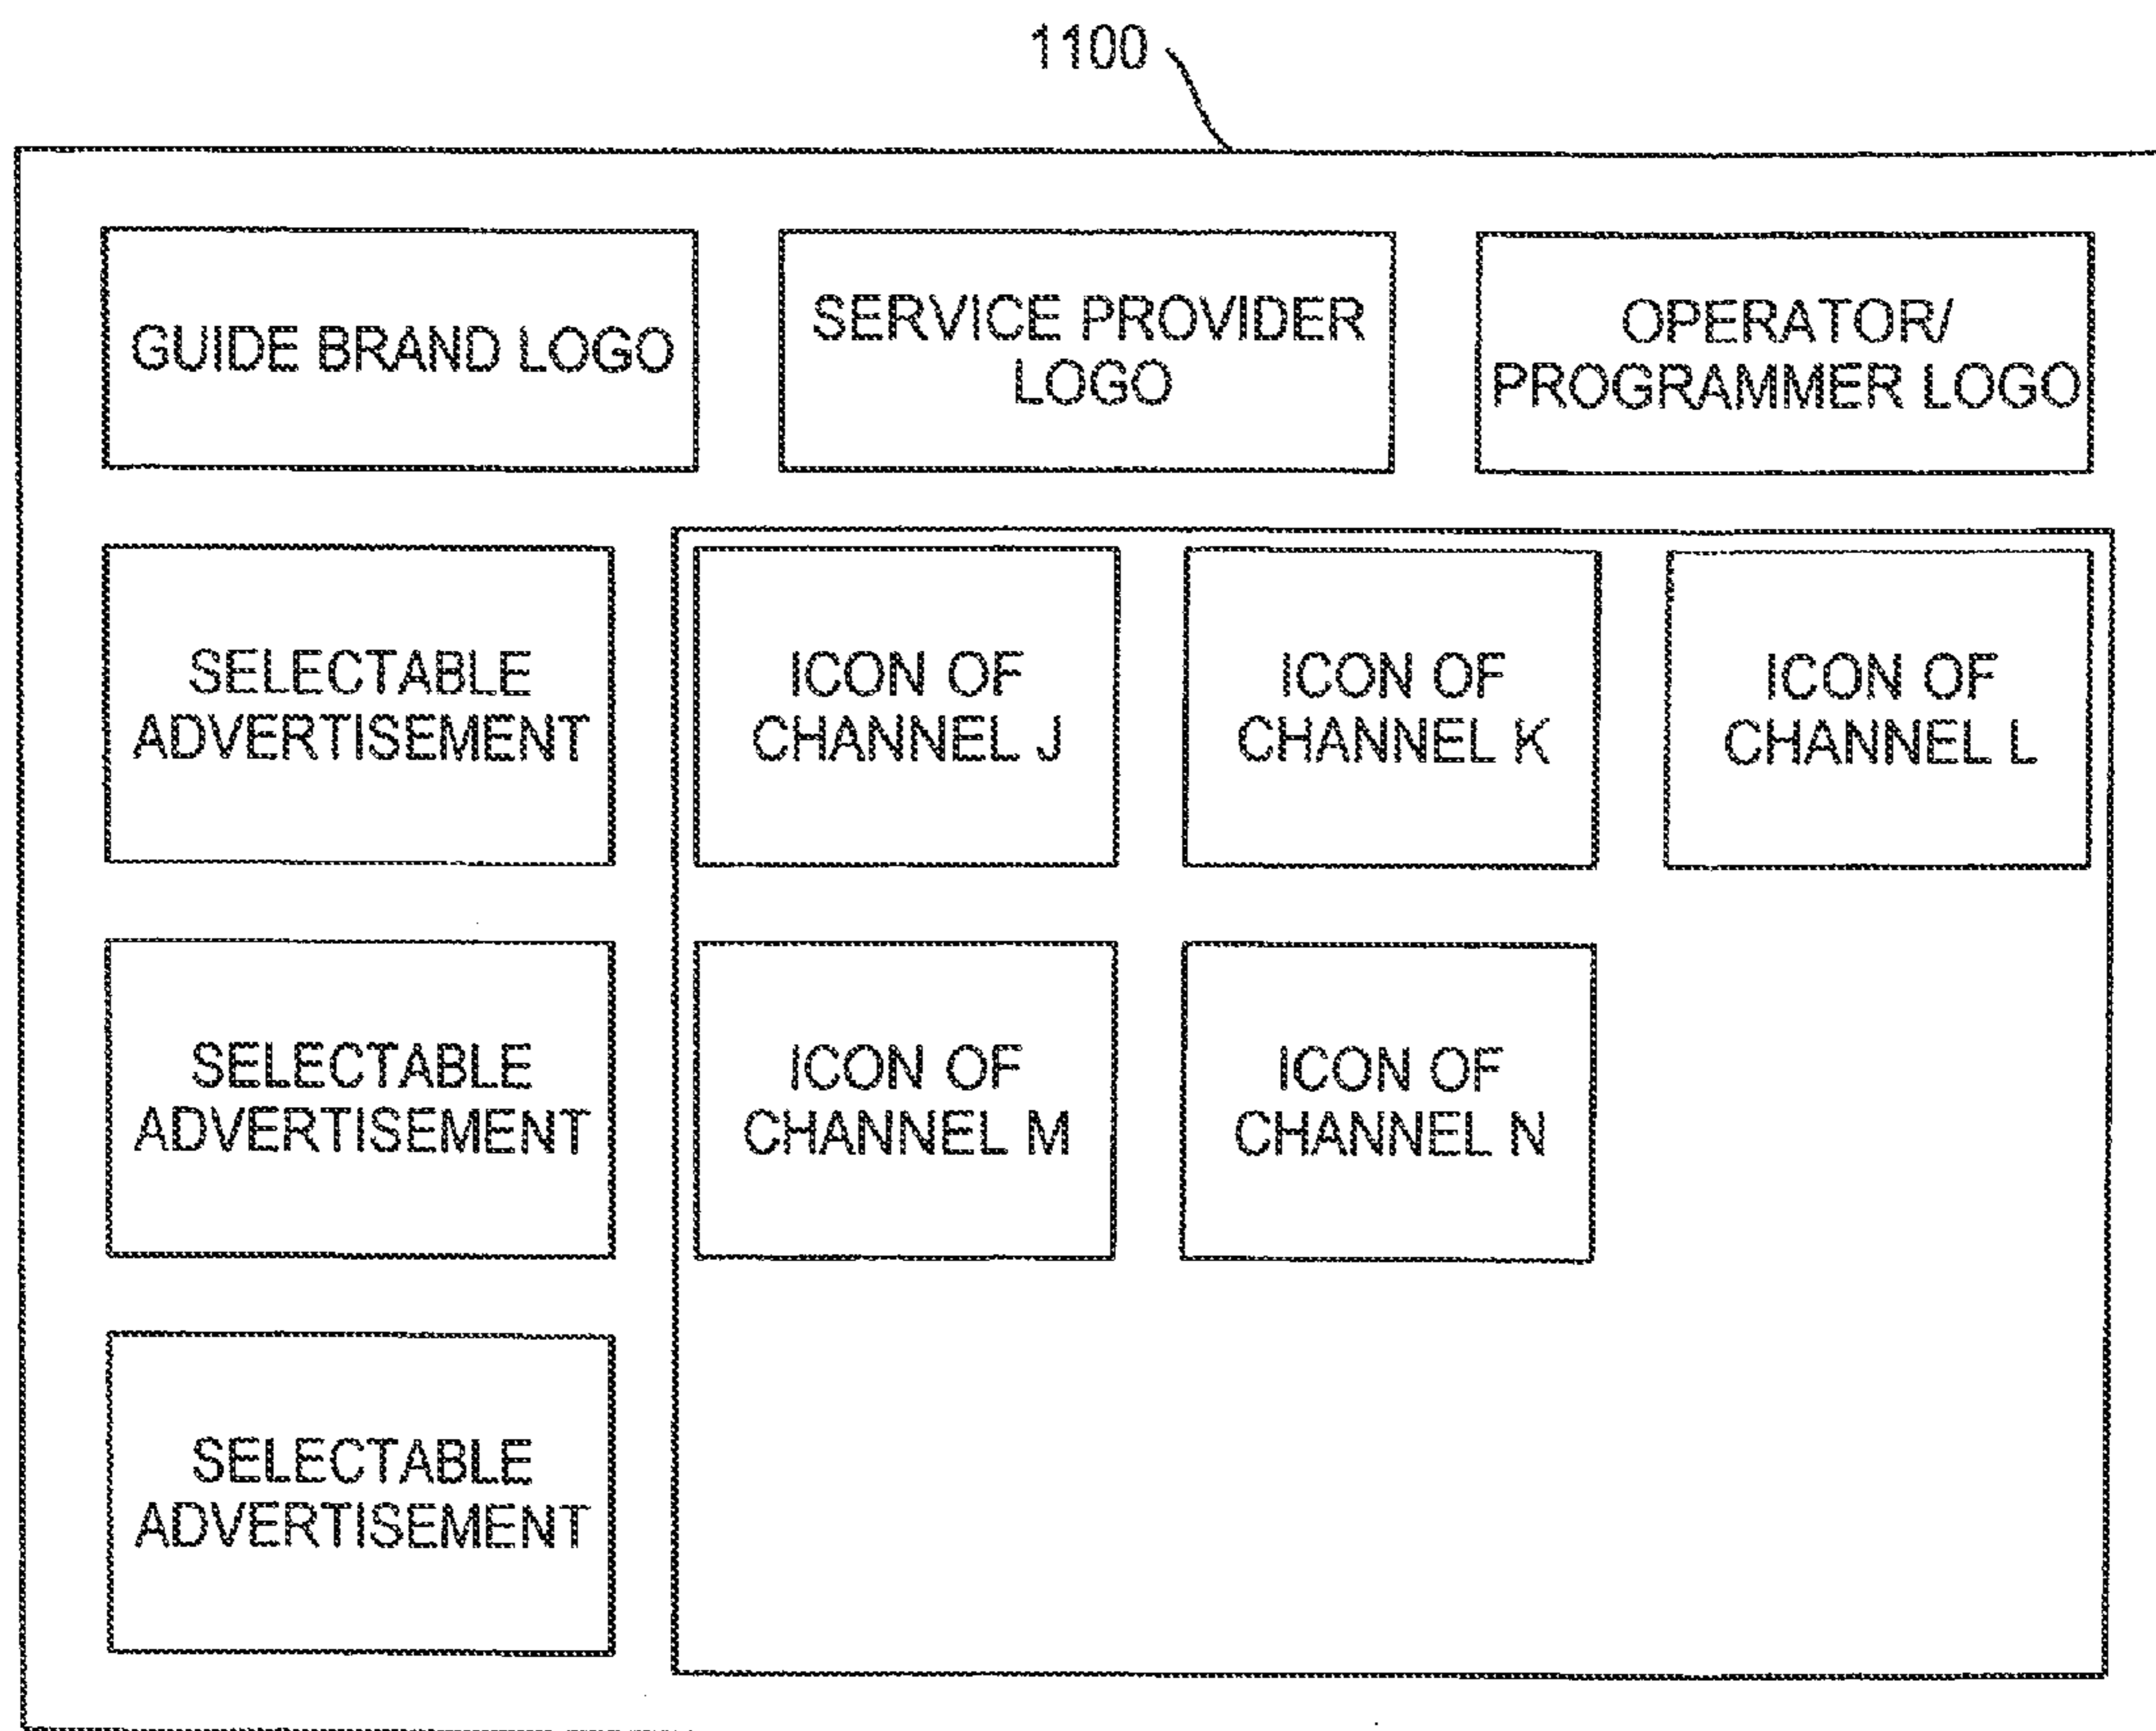 1100
GUIDE BRAND LOGO
SERVICE PROVIDER
LOGO
OPERATOR/
PROGRAMMER LOGO
SELECTABLE
ADVERTISEMENT
ICON OF
CHANNEL J
ICON OF
CHANNEL K
ICON OF
CHANNEL L
SELECTABLE
ADVERTISEMENT
ICON OF
CHANNEL M
ICON OF
CHANNEL N
SELECTABLE
ADVERTISEMENT